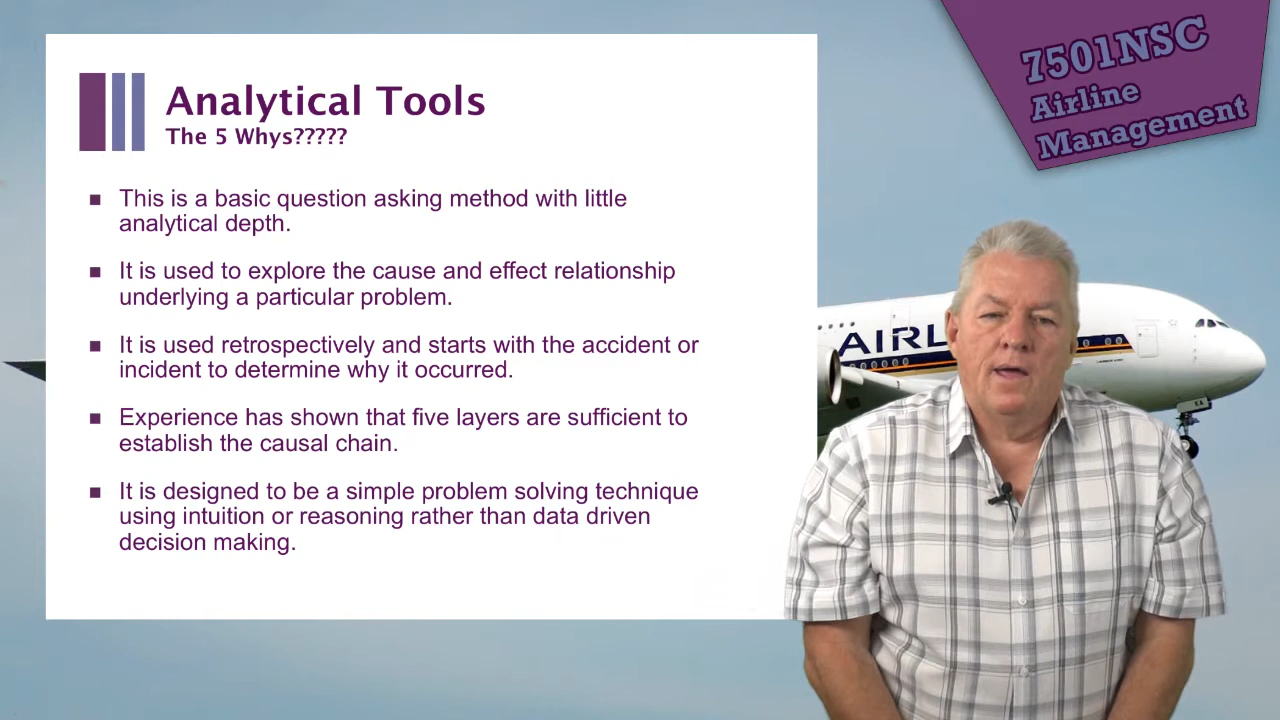 7501NSC
Airline
Management
Analytical Tools
The 5 Whys?????
This is a basic question asking method with little
analytical depth.
It is used to explore the cause and effect relationship
underlying a particular problem.
It is used retrospectively and starts with the accident or
incident to determine why it occurred.
Experience has shown that five layers are sufficient to
establish the causal chain.
It is designed to be a simple problem solving technique
using intuition or reasoning rather than data driven
decision making.
AIRL
KA